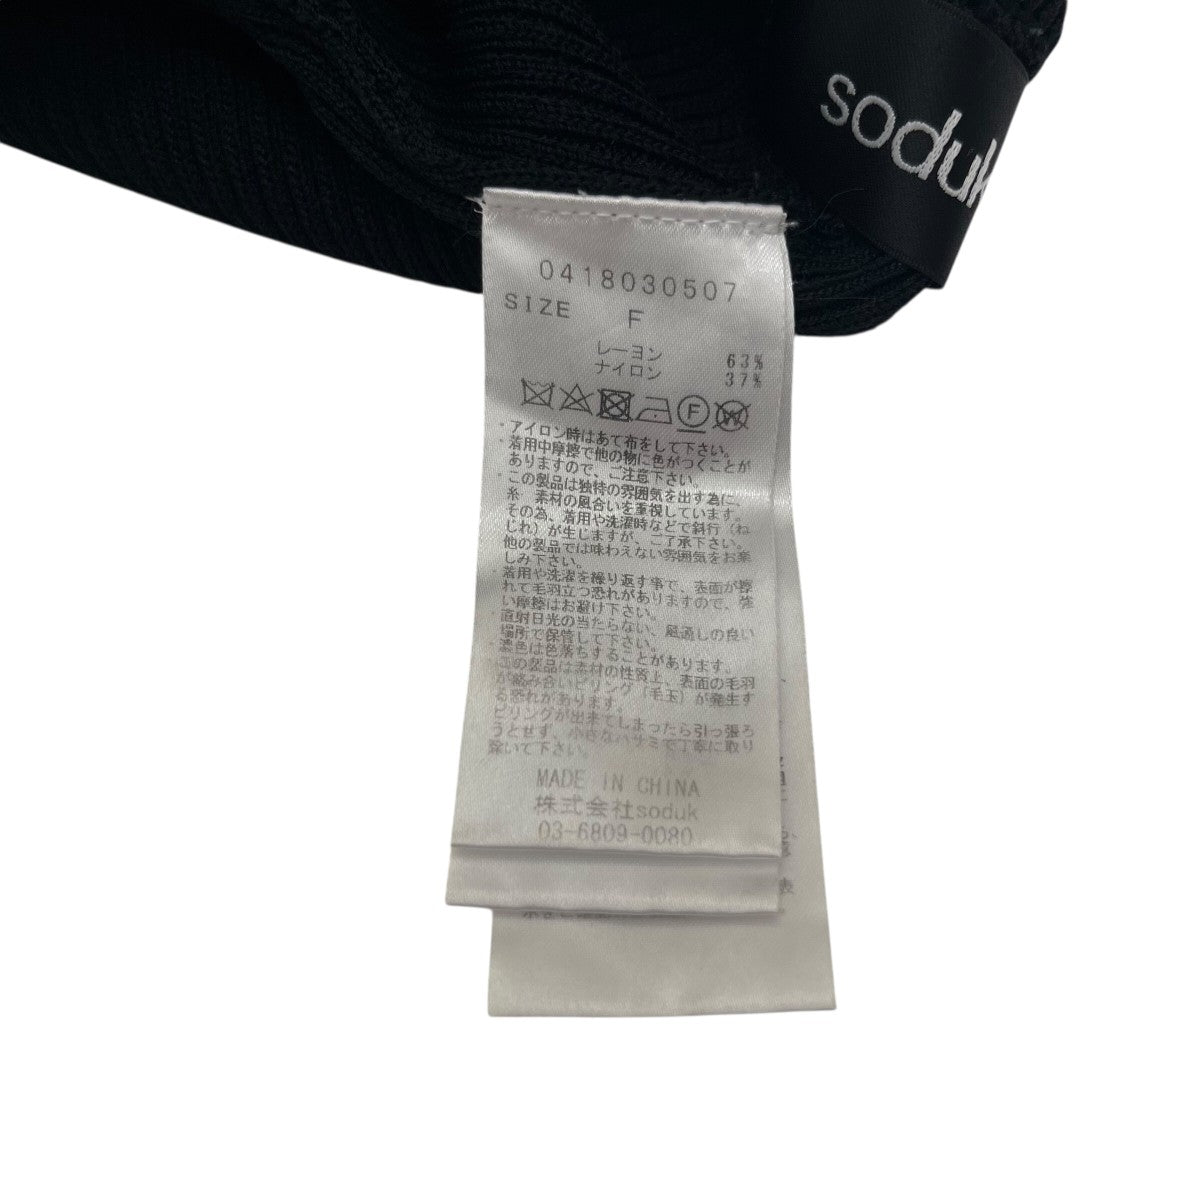 soduk
0418030507
SIZE F
レーヨン 63%
ナイロン 37%
F
W
・アイロン時はあて布をして下さい。
・着用中摩擦で他の物に色がつくことが
ありますので、ご注意下さい。
・この製品は独特の雰囲気を出す為に、
糸 素材の風合いを重視しています。
その為、着用や洗濯時などで斜行（ね
じれ）が生じますが、ご了承下さい。
他の製品では味わえない雰囲気をお楽
しみ下さい。
・着用や洗濯を繰り返す事で、表面が擦
れて毛羽立つ恐れがありますので、強
い摩擦はお避け下さい。
・直射日光の当たらない、風通しの良い
場所で保管して下さい。
・濃色は色落ちすることがあります。
この製品は素材の性質上、表面の毛羽
が絡み合いピリング（毛玉）が発生す
る恐れがあります。
ピリングが出来てしまったら引っ張ろ
うとせず、小さなハサミで丁寧に取り
除いて下さい。
MADE IN CHINA
株式会社soduk
03-6809-0080